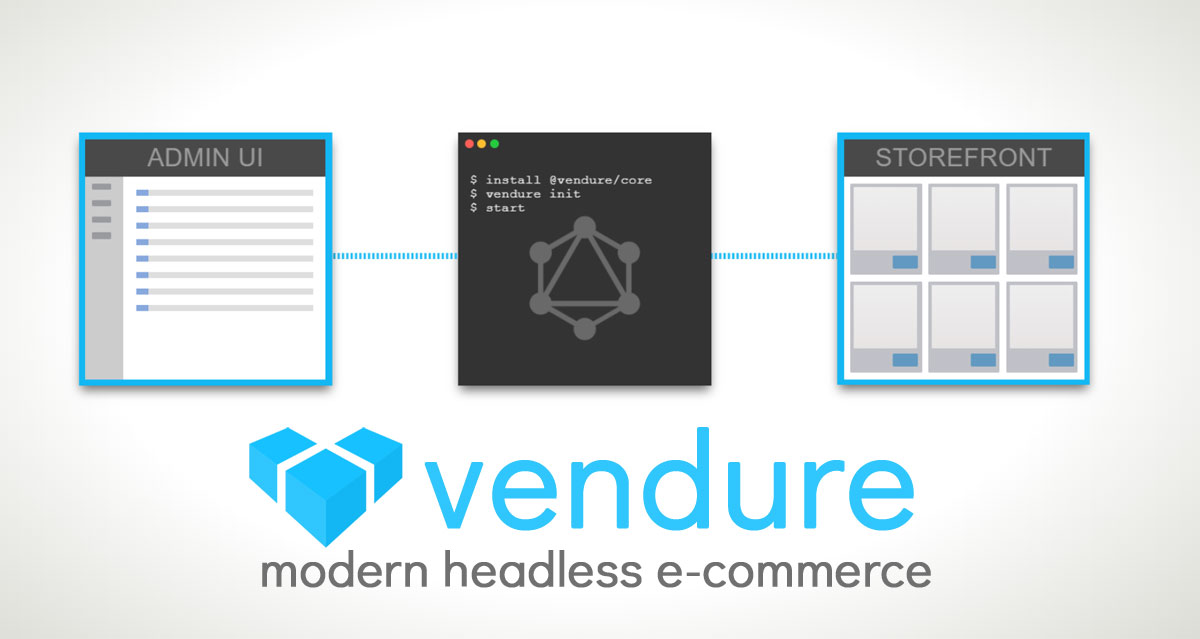 ADMIN UI
$ install @vendure/core
$ vendure init
$ start
STOREFRONT
vendure
modern headless e-commerce